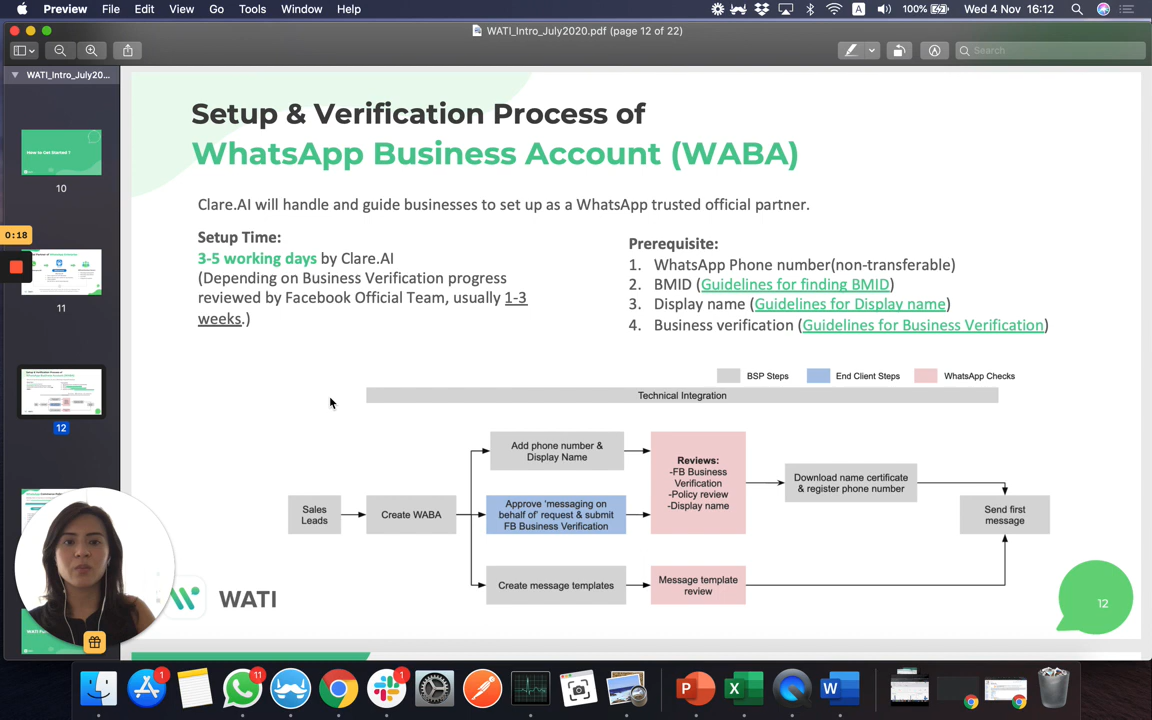 Preview File Edit View Go Tools Window Help
A 100% Wed 4 Nov 16:12
WATI_Intro_July2020.pdf (page 12 of 22)
Search
WATI_Intro_July20...
How to Get Started ?
10
0:18
11
12
Setup & Verification Process of
WhatsApp Business Account (WABA)
Clare.AI will handle and guide businesses to set up as a WhatsApp trusted official partner.
Setup Time:
3-5 working days by Clare.AI
(Depending on Business Verification progress
reviewed by Facebook Official Team, usually 1-3
weeks.)
Prerequisite:
1. WhatsApp Phone number(non-transferable)
2. BMID (Guidelines for finding BMID)
3. Display name (Guidelines for Display name)
4. Business verification (Guidelines for Business Verification)
BSP Steps
End Client Steps
WhatsApp Checks
Technical Integration
Sales
Leads
Create WABA
Add phone number &
Display Name
Approve 'messaging on
behalf of' request & submit
FB Business Verification
Create message templates
Reviews:
-FB Business
Verification
-Policy review
-Display name
Message template
review
Download name certificate
& register phone number
Send first
message
WATI
12
1
11
1